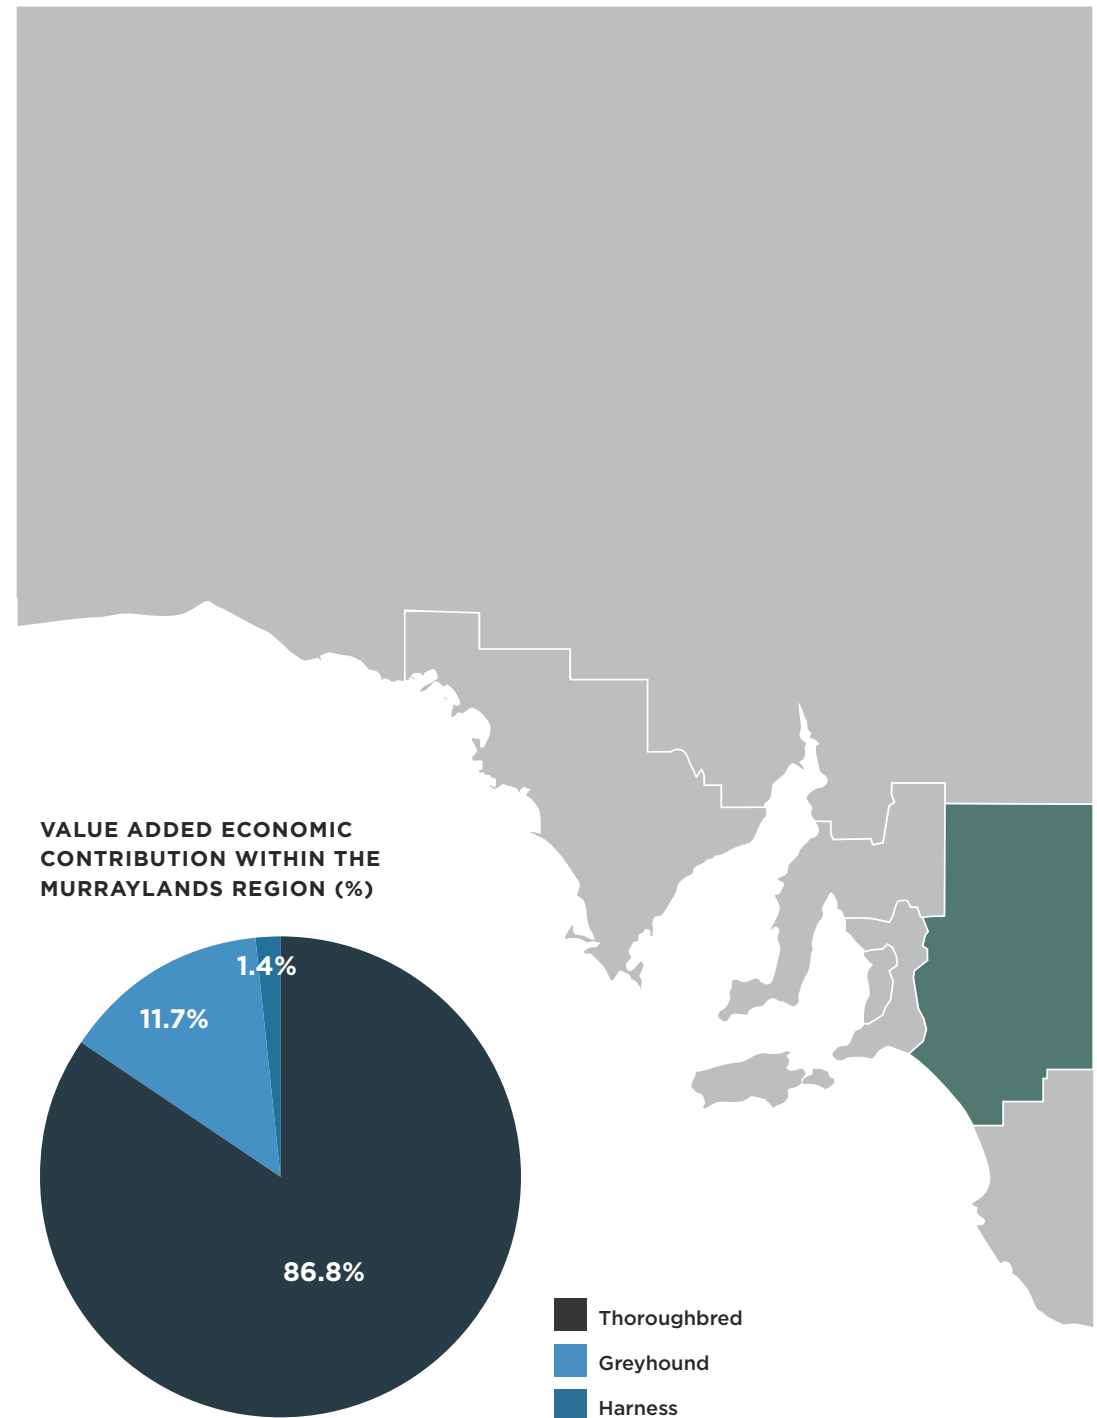 VALUE ADDED ECONOMIC
CONTRIBUTION WITHIN THE
MURRAYLANDS REGION (%)
1.4%
11.7%
86.8%
Thoroughbred
Greyhound
Harness